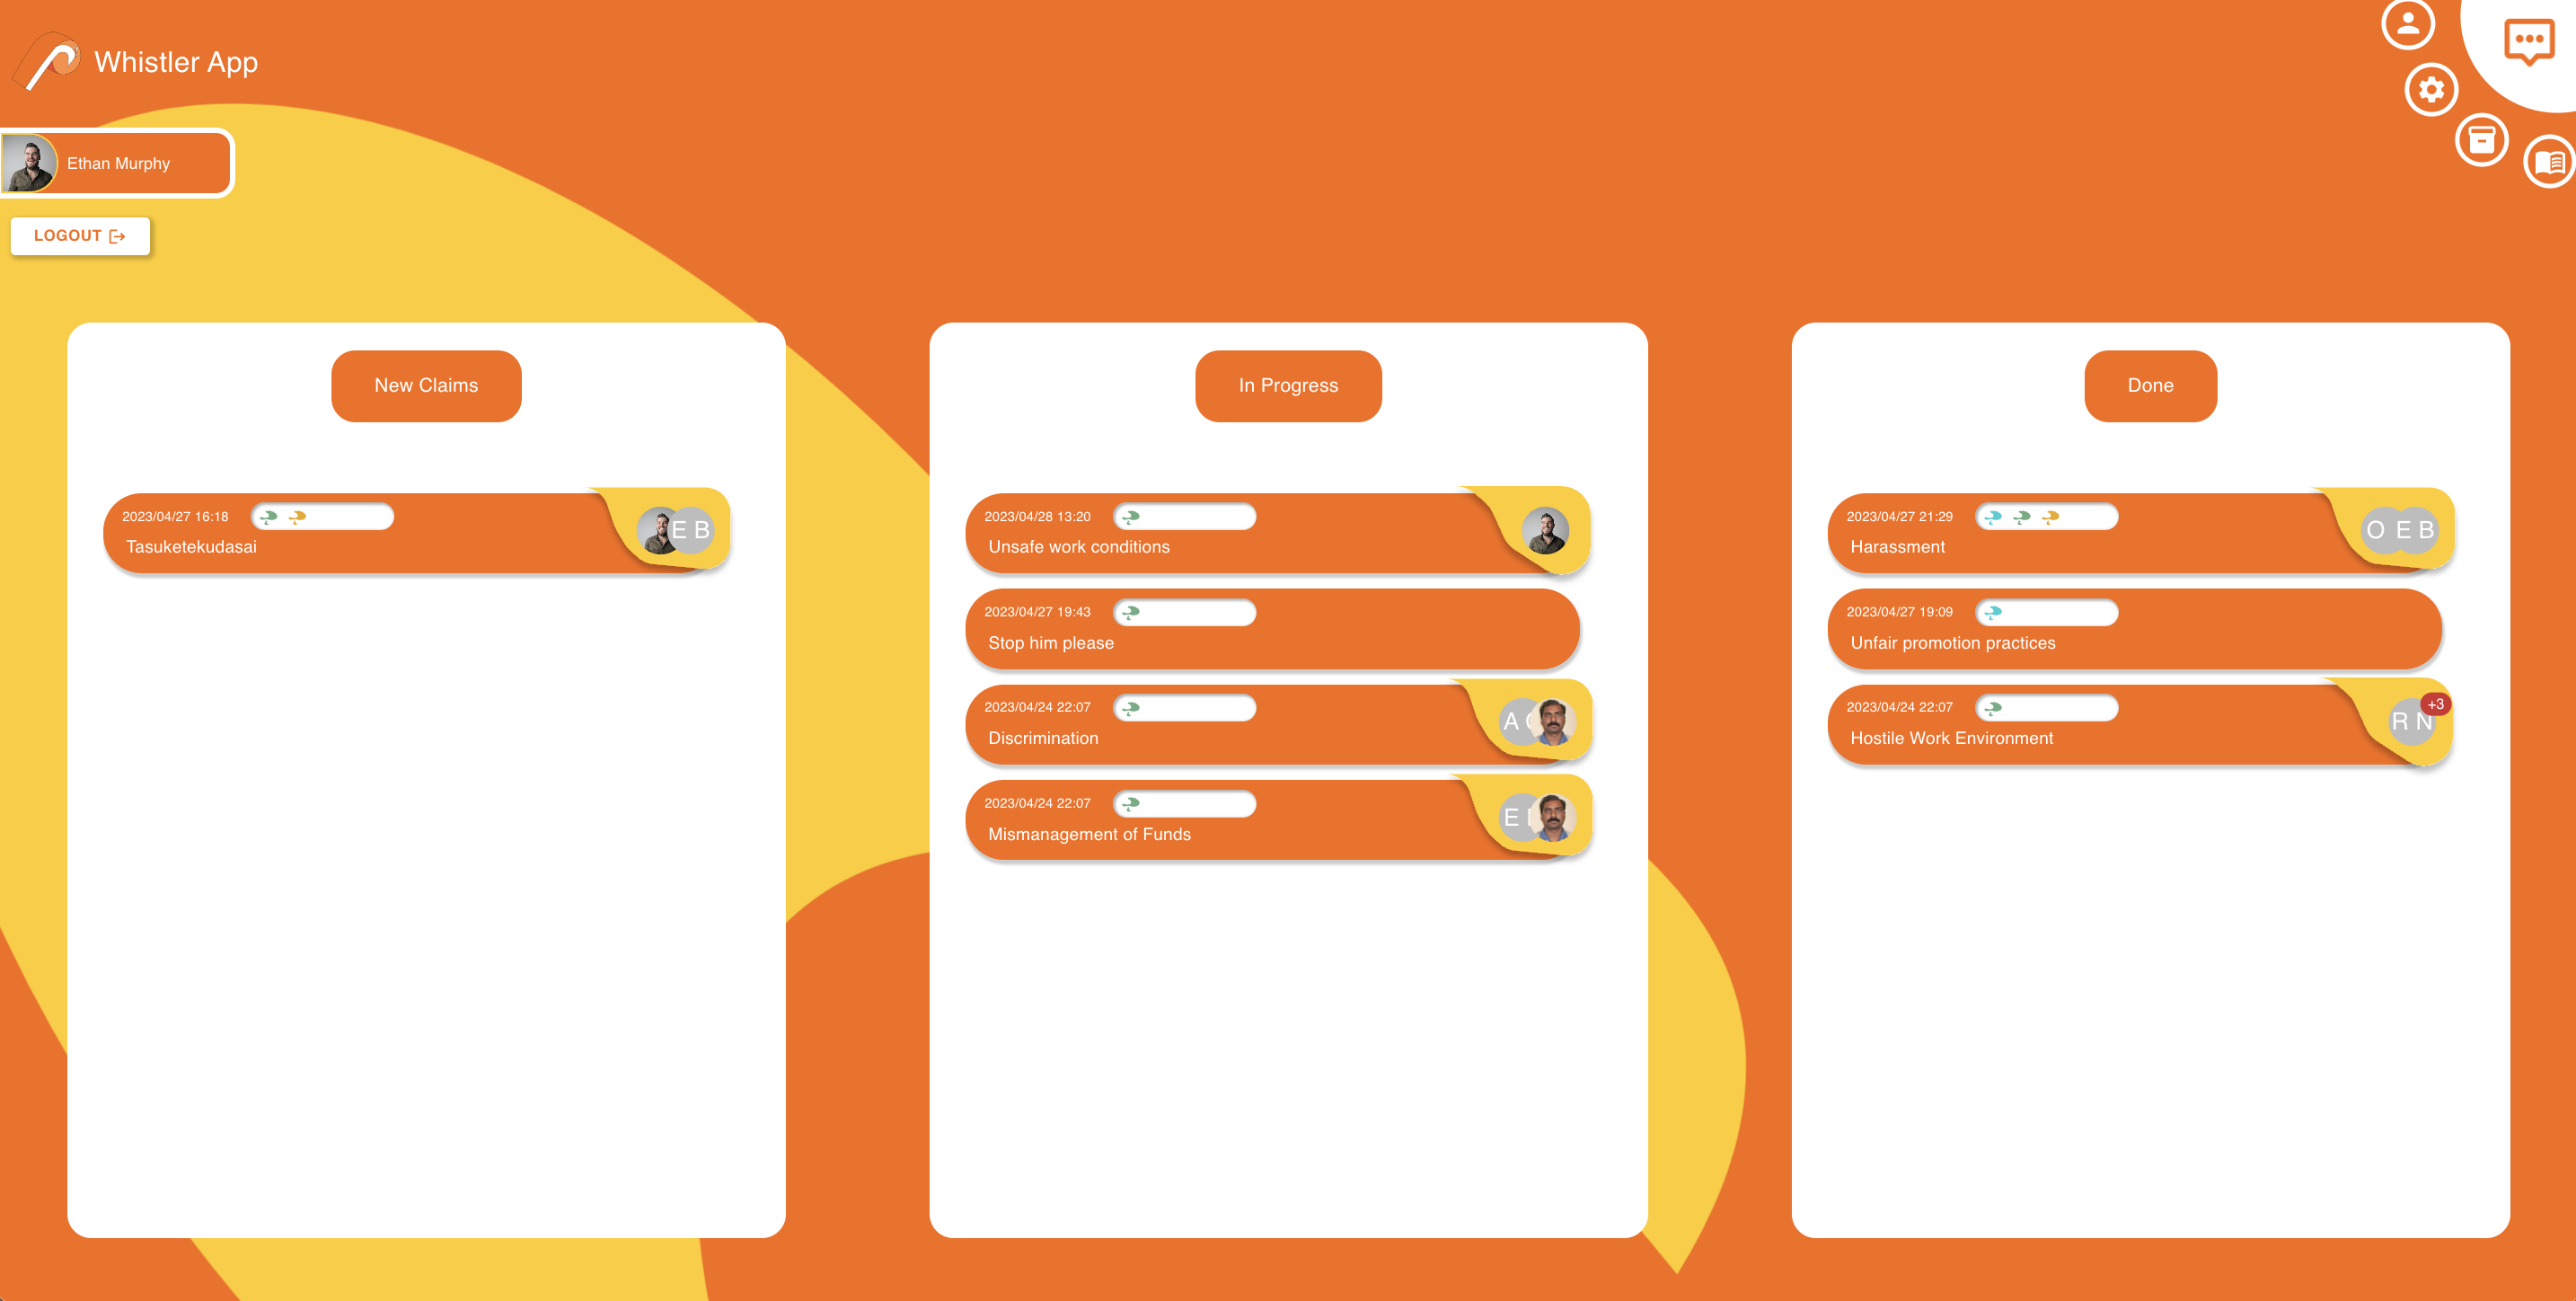 Whistler App
Ethan Murphy
LOGOUT
New Claims
2023/04/27 16:18
E B
Tasuketekudasai
In Progress
2023/04/28 13:20
Unsafe work conditions
2023/04/27 19:43
Stop him please
2023/04/24 22:07
A
Discrimination
2023/04/24 22:07
E
Mismanagement of Funds
Done
2023/04/27 21:29
O E B
Harassment
2023/04/27 19:09
Unfair promotion practices
2023/04/24 22:07
R N +3
Hostile Work Environment